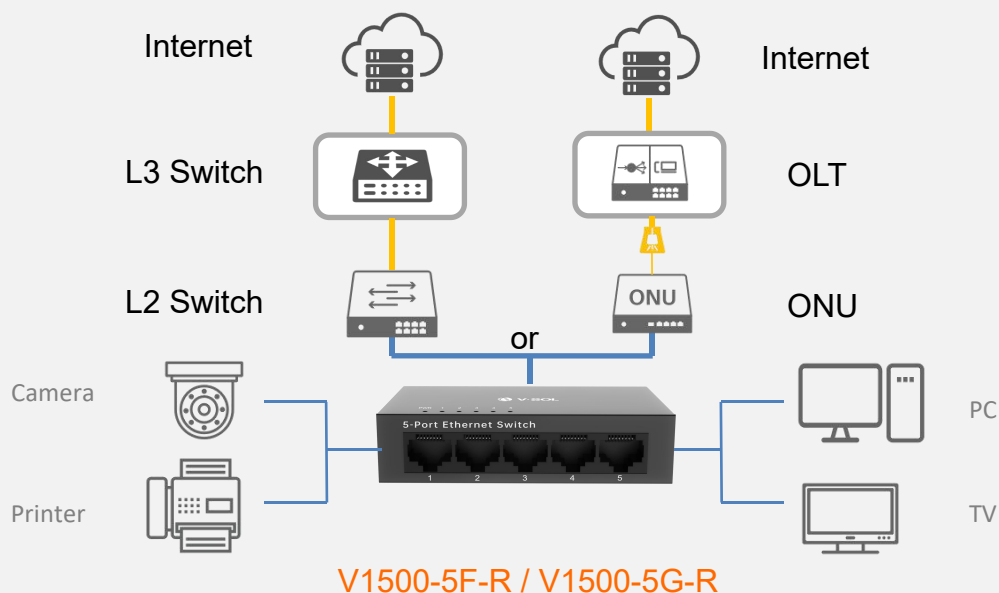 Internet
Internet
L3 Switch
OLT
L2 Switch
ONU
ONU
or
Camera
V-SOL
5-Port Ethernet Switch
1 2 3 4 5
PC
Printer
TV
V1500-5F-R / V1500-5G-R